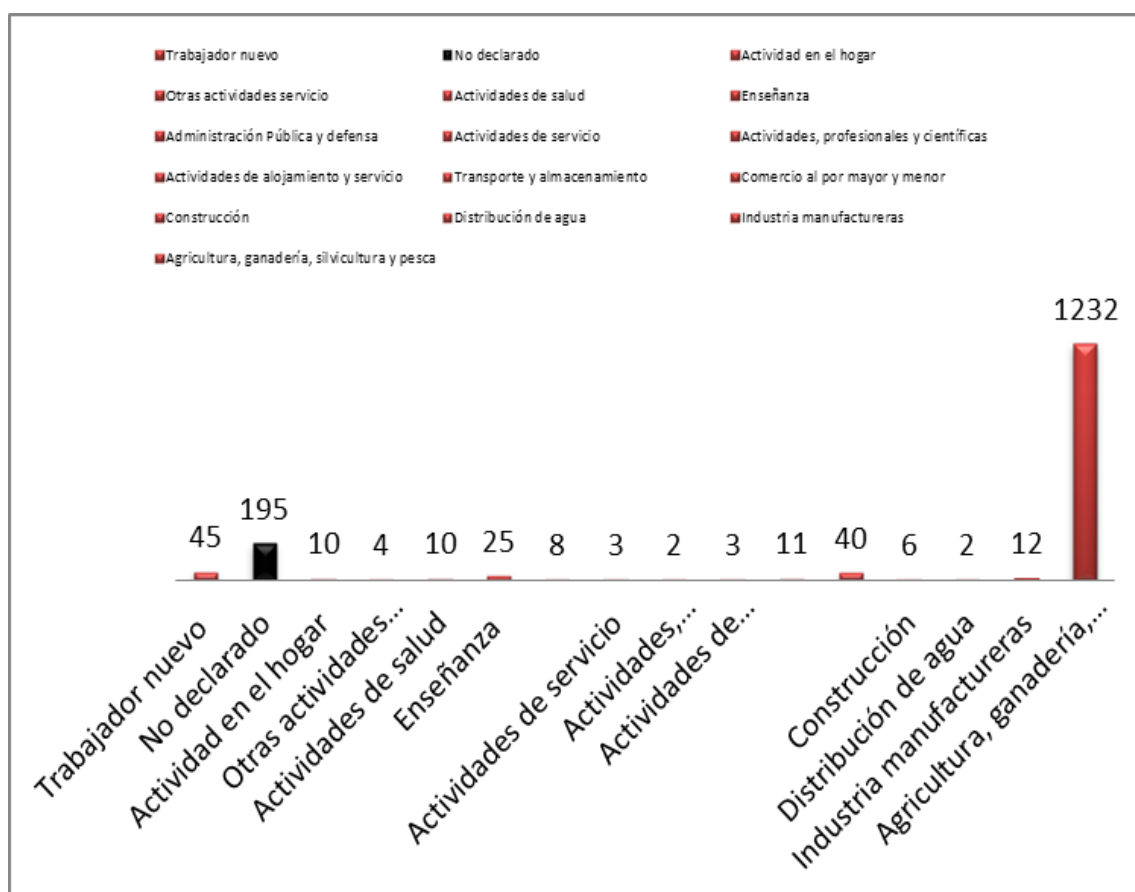 Trabajador nuevo No declarado Actividad en el hogar
Otras actividades servicio Actividades de salud Enseñanza
Administración Pública y defensa Actividades de servicio Actividades, profesionales y científicas
Actividades de alojamiento y servicio Transporte y almacenamiento Comercio al por mayor y menor
Construcción Distribución de agua Industria manufactureras
Agricultura, ganadería, silvicultura y pesca
1232
45 195 10 4 10 25 8 3 2 3 11 40 6 2 12
Trabajador nuevo
No declarado
Actividad en el hogar
Otras actividades...
Actividades de salud
Enseñanza
Actividades de servicio
Actividades,...
Actividades de...
Construcción
Distribución de agua
Industria manufactureras
Agricultura, ganadería,...